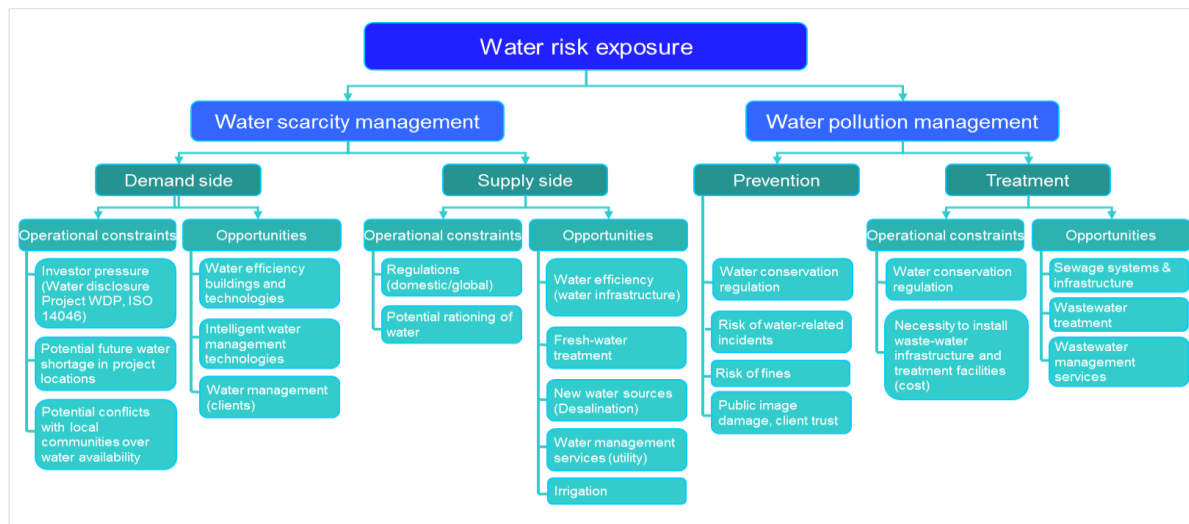 Water risk exposure
Water scarcity management
Water pollution management
Demand side
Supply side
Prevention
Treatment
Operational constraints
Opportunities
Operational constraints
Opportunities
Operational constraints
Opportunities
Investor pressure
(Water disclosure
Project WDP, ISO
14046)
Potential future water
shortage in project
locations
Potential conflicts
with local
communities over
water availability
Water efficiency
buildings and
technologies
Intelligent water
management
technologies
Water management
(clients)
Regulations
(domestic/global)
Potential rationing of
water
Water efficiency
(water infrastructure)
Fresh-water
treatment
New water sources
(Desalination)
Water management
services (utility)
Irrigation
Water conservation
regulation
Risk of water-related
incidents
Risk of fines
Public image
damage, client trust
Water conservation
regulation
Necessity to install
waste-water
infrastructure and
treatment facilities
(cost)
Sewage systems &
infrastructure
Wastewater
treatment
Wastewater
management
services